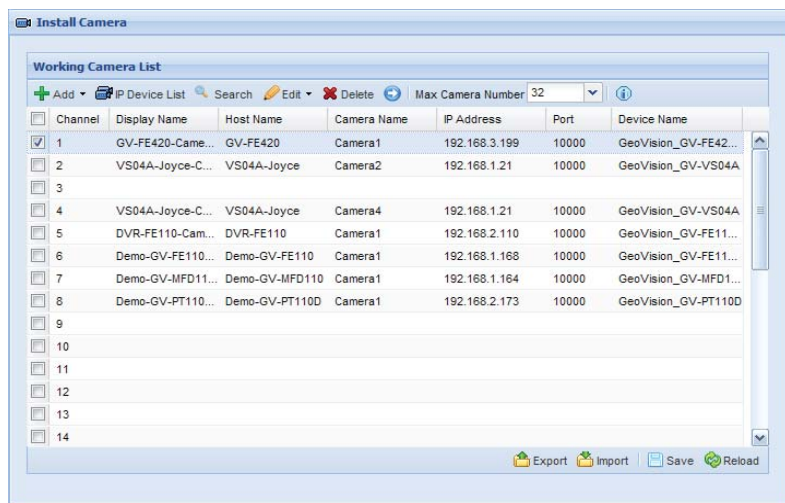 Install Camera
Working Camera List
Add IP Device List Search Edit Delete Max Camera Number 32
Channel Display Name Host Name Camera Name IP Address Port Device Name
1 GV-FE420-Came... GV-FE420 Camera1 192.168.3.199 10000 GeoVision_GV-FE42...
2 VS04A-Joyce-C... VS04A-Joyce Camera2 192.168.1.21 10000 GeoVision_GV-VS04A
3
4 VS04A-Joyce-C... VS04A-Joyce Camera4 192.168.1.21 10000 GeoVision_GV-VS04A
5 DVR-FE110-Cam... DVR-FE110 Camera1 192.168.2.110 10000 GeoVision_GV-FE11...
6 Demo-GV-FE110... Demo-GV-FE110 Camera1 192.168.1.168 10000 GeoVision_GV-FE11...
7 Demo-GV-MFD11... Demo-GV-MFD110 Camera1 192.168.1.164 10000 GeoVision_GV-MFD1...
8 Demo-GV-PT110... Demo-GV-PT110D Camera1 192.168.2.173 10000 GeoVision_GV-PT110D
9
10
11
12
13
14
Export Import Save Reload